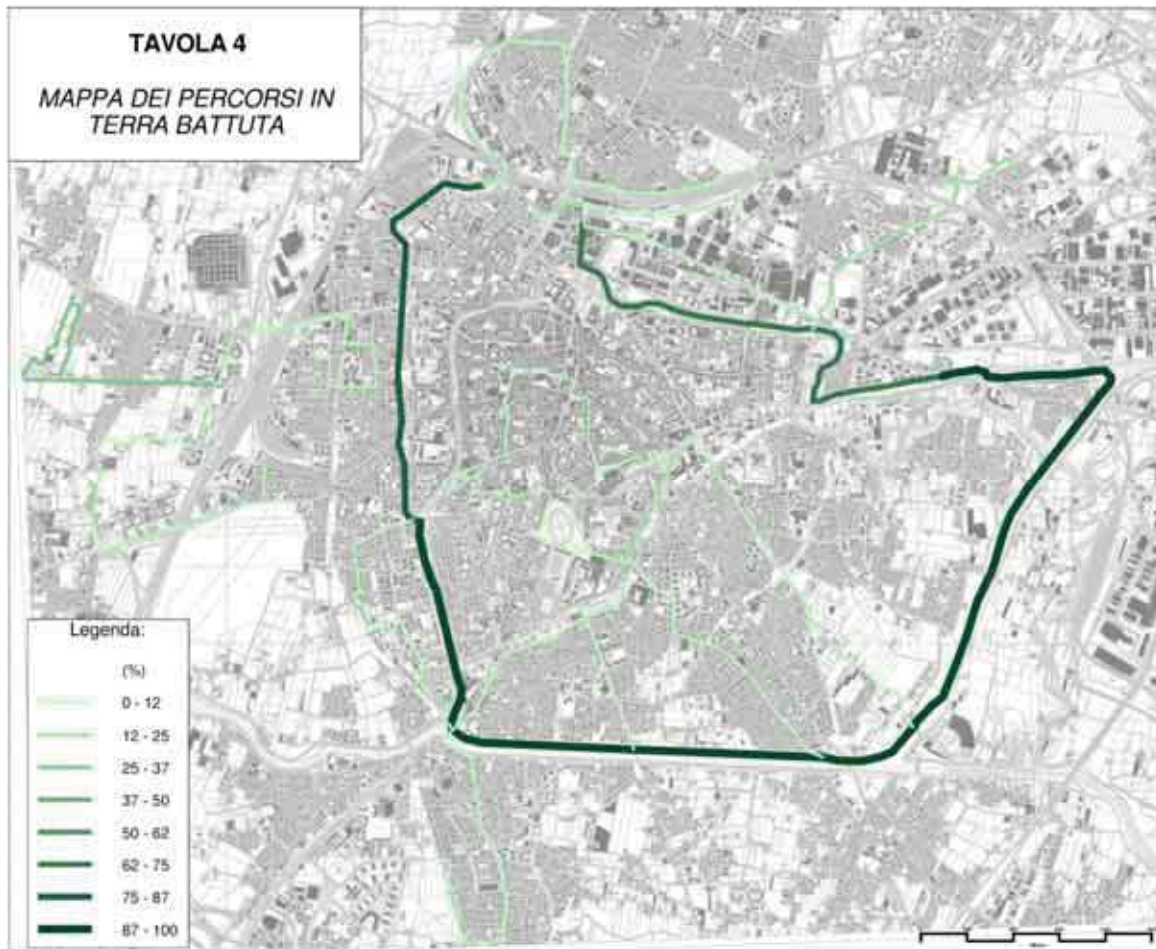 TAVOLA 4
MAPPA DEI PERCORSI IN
TERRA BATTUTA
Legenda:
(%)
0 - 12
12 - 25
25 - 37
37 - 50
50 - 62
62 - 75
75 - 87
87 - 100